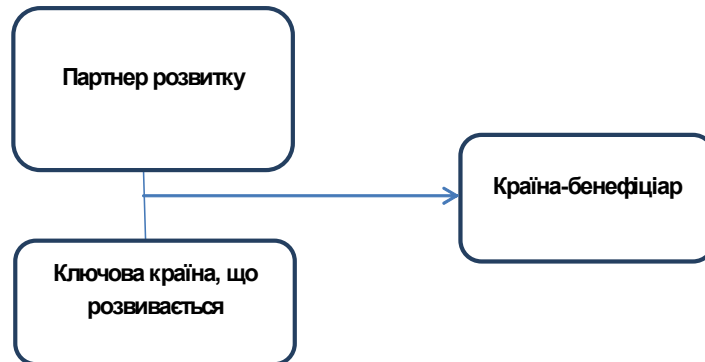 Партнер розвитку
Країна-бенефіціар
Ключова країна, що
розвивається